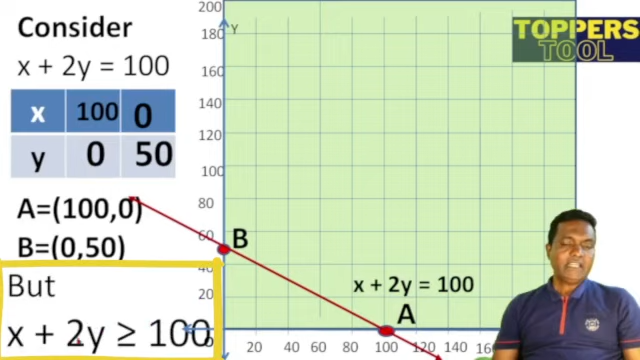 Consider
x + 2y = 100
x 100 0
y 0 50
A=(100,0)
B=(0,50)
But
x + 2y ≥ 100
200
180
160
140
120
100
80
60
40
20
0
Y
B
x + 2y = 100
A
20 40 60 80 100 120 140
TOPPERS
TOOL